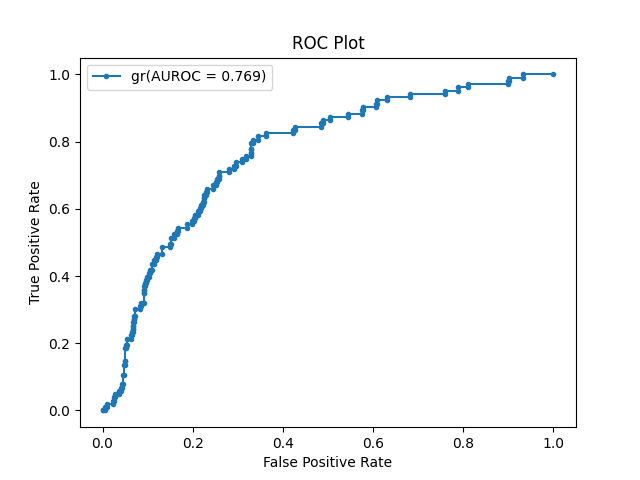 ROC Plot
gr(AUROC = 0.769)
True Positive Rate
1.0
0.8
0.6
0.4
0.2
0.0
0.0 0.2 0.4 0.6 0.8 1.0
False Positive Rate